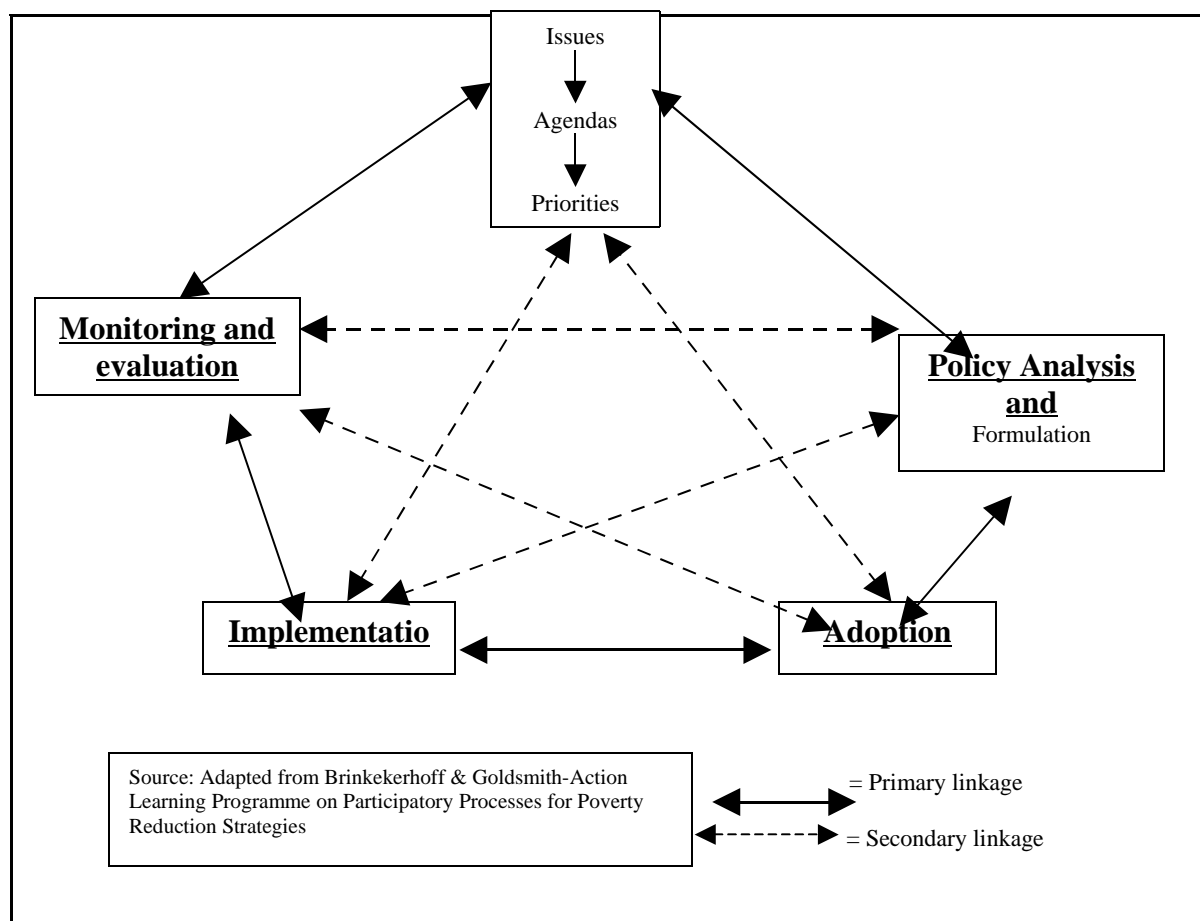 Issues
Agendas
Priorities
Monitoring and
evaluation
Policy Analysis
and
Formulation
Implementatio
Adoption
Source: Adapted from Brinkekerhoff & Goldsmith-Action
Learning Programme on Participatory Processes for Poverty
Reduction Strategies
= Primary linkage
= Secondary linkage